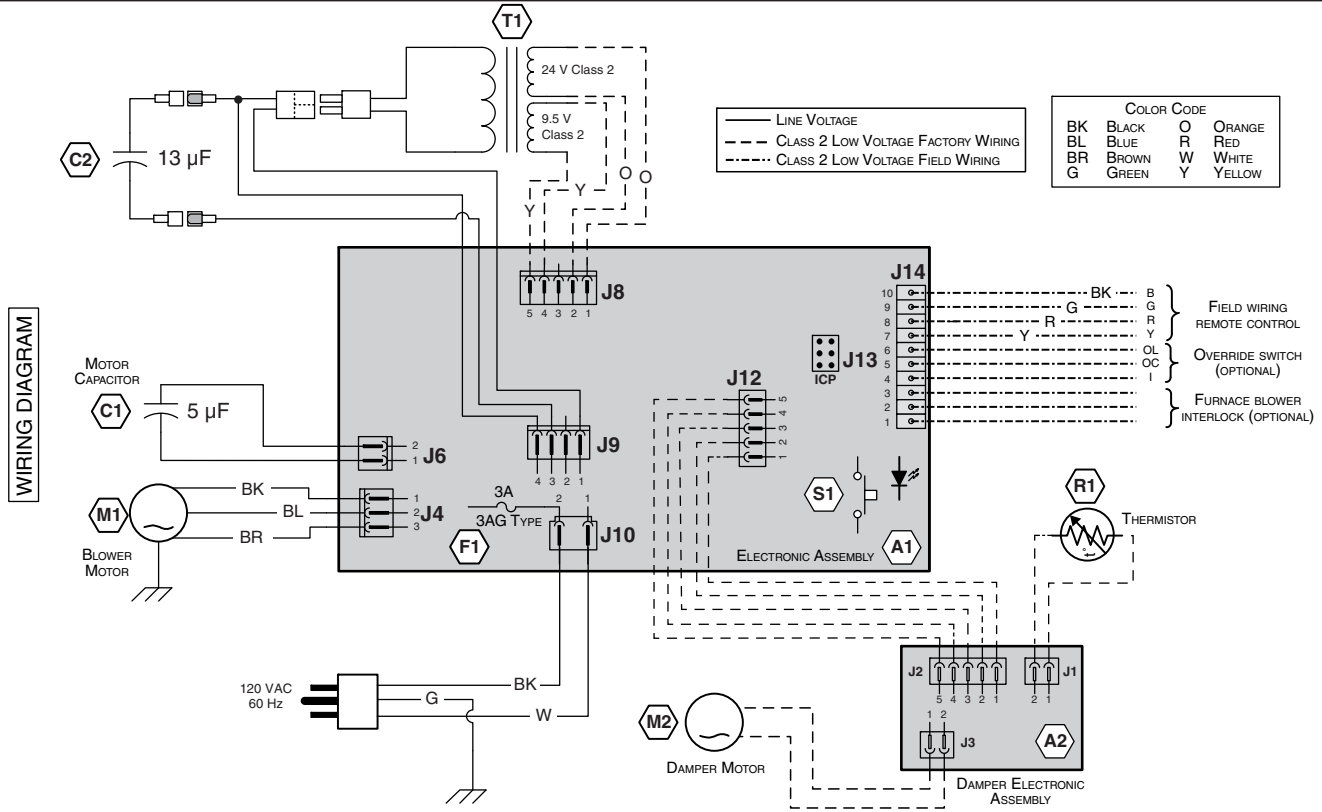 T1
24 V Class 2
9.5 V
Class 2
C2
13 µF
Y
Y
O
O
LINE VOLTAGE
CLASS 2 LOW VOLTAGE FACTORY WIRING
CLASS 2 LOW VOLTAGE FIELD WIRING
COLOR CODE
BK BLACK O ORANGE
BL BLUE R RED
BR BROWN W WHITE
G GREEN Y YELLOW
WIRING DIAGRAM
J8
5 4 3 2 1
J14
10
9
8
7
6
5
4
3
2
1
BK
G
R
Y
B
G
R
Y
OL
OC
I
FIELD WIRING
REMOTE CONTROL
OVERRIDE SWITCH
(OPTIONAL)
FURNACE BLOWER
INTERLOCK (OPTIONAL)
J13
ICP
J12
5
4
3
2
1
MOTOR
CAPACITOR
C1
5 µF
J6
2
1
J9
4 3 2 1
M1
BLOWER
MOTOR
BK
BL
BR
J4
1
2
3
3A
3AG TYPE
F1
2 1
J10
S1
ELECTRONIC ASSEMBLY
A1
R1
THERMISTOR
t°
120 VAC
60 Hz
BK
G
W
M2
DAMPER MOTOR
J2
5 4 3 2 1
J1
2 1
1 2
J3
A2
DAMPER ELECTRONIC
ASSEMBLY